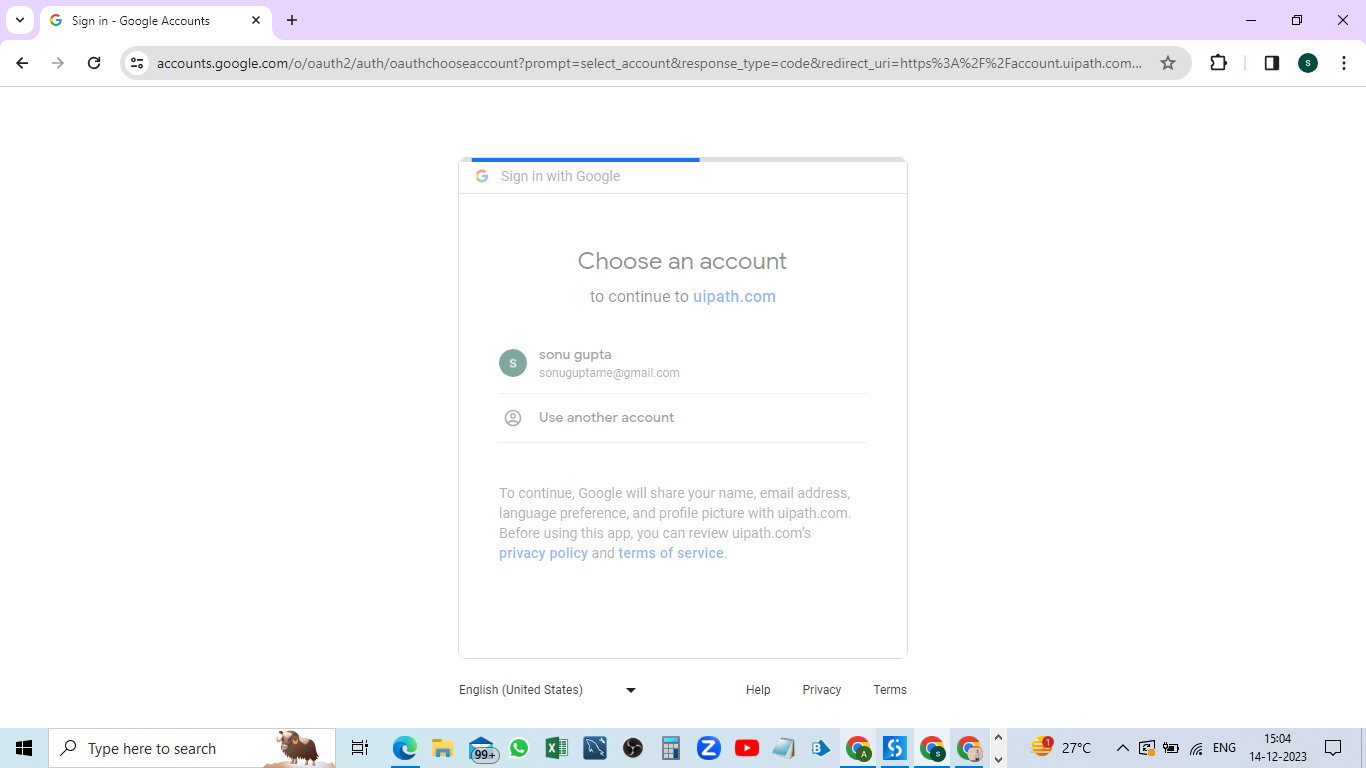 Sign in - Google Accounts
accounts.google.com/o/oauth2/auth/oauthchooseaccount?prompt=select_account&response_type=code&redirect_uri=https%3A%2F%2Faccount.uipath.com...
S
G Sign in with Google
Choose an account
to continue to uipath.com
S
sonu gupta
sonuguptame@gmail.com
Use another account
To continue, Google will share your name, email address,
language preference, and profile picture with uipath.com.
Before using this app, you can review uipath.com's
privacy policy and terms of service.
English (United States)
Help Privacy Terms
Type here to search
99+
A
S
1
27°C
ENG
15:04
14-12-2023